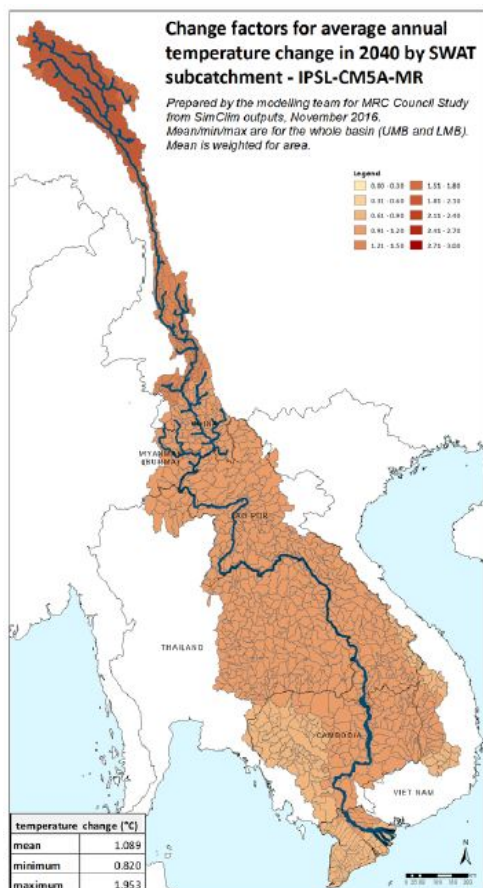 Change factors for average annual
temperature change in 2040 by SWAT
subcatchment - IPSL-CM5A-MR
Prepared by the modelling team for MRC Council Study
from SimClim outputs, November 2016.
Mean/min/max are for the whole basin (UMB and LMB).
Mean is weighted for area.
Legend
0.00 - 0.30
0.31 - 0.60
0.61 - 0.90
0.91 - 1.20
1.21 - 1.50
1.51 - 1.80
1.81 - 2.10
2.11 - 2.40
2.41 - 2.70
2.71 - 3.00
MYANMAR
(BURMA)
LAO PDR
THAILAND
CAMBODIA
VIET NAM
N
temperature change (°C)
mean 1.089
minimum 0.820
maximum 1.953